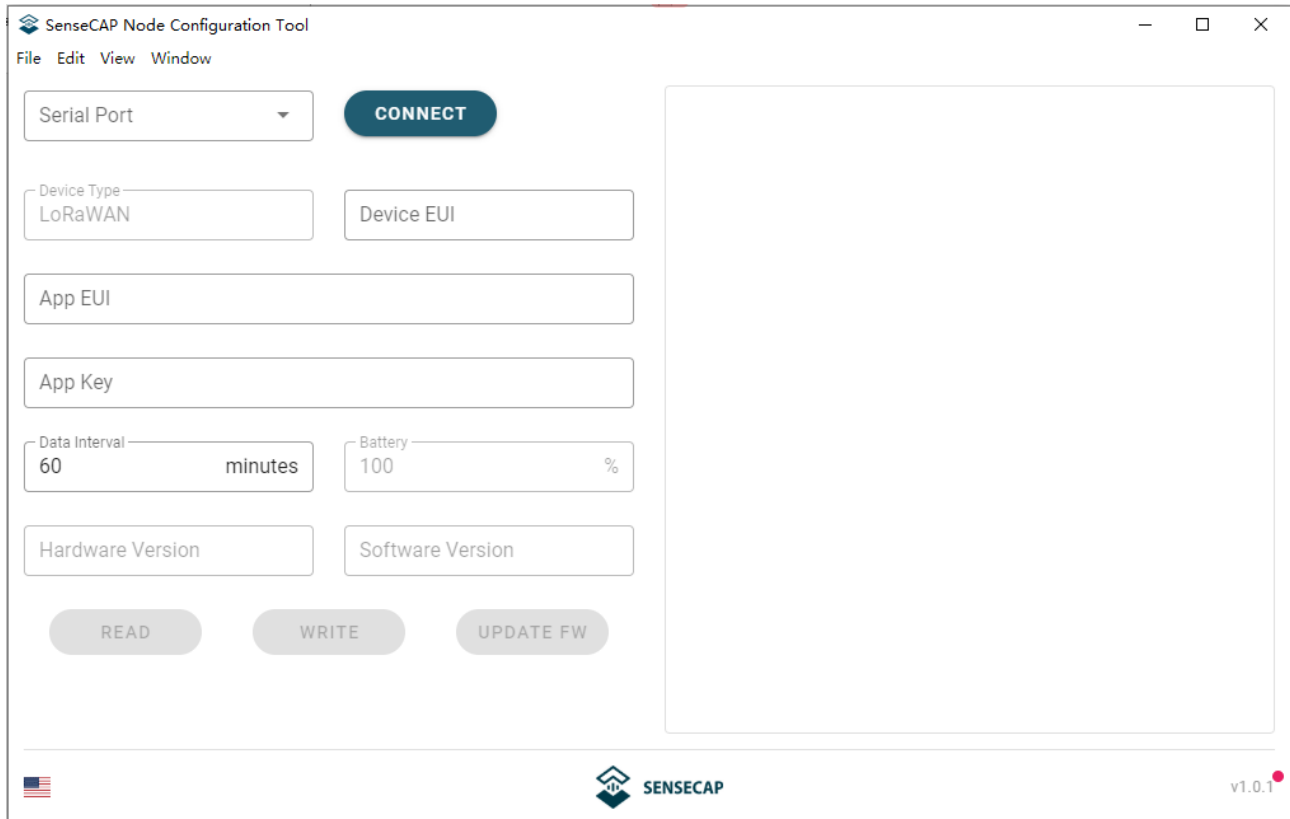 SenseCAP Node Configuration Tool
File Edit View Window
Serial Port CONNECT
Device Type
LoRaWAN Device EUI
App EUI
App Key
Data Interval Battery
60 minutes 100 %
Hardware Version Software Version
READ WRITE UPDATE FW
SENSECAP v1.0.1